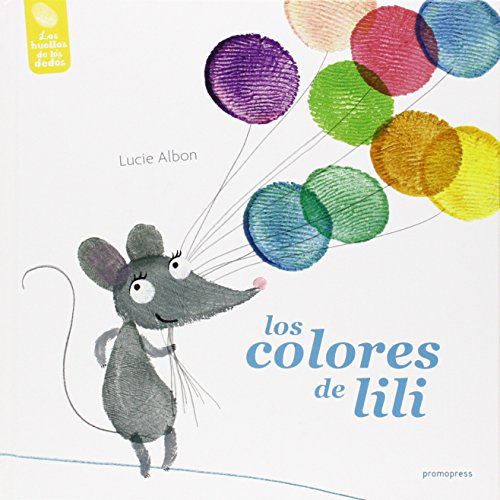 Las
huellas
de los
dedos
Lucie Albon
los
colores
de lili
promopress